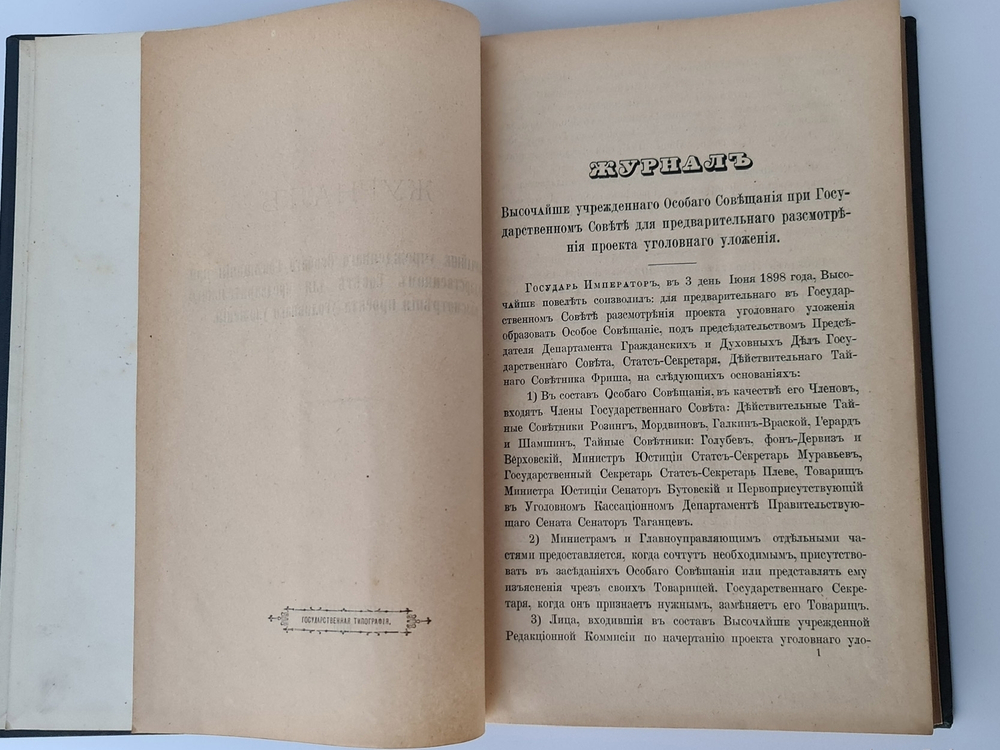 ГОСУДАРСТВЕННАЯ ТИПОГРАФІЯ.
ЖУРНАЛЪ
Высочайше учрежденнаго Особаго Совѣщанія при Госу-
дарственномъ Совѣтѣ для предварительнаго разсмотрѣ-
нія проекта уголовнаго уложенія.
Государь Императоръ, въ 3 день Іюня 1898 года, Высо-
чайше повелѣть соизволилъ: для предварительнаго въ Государ-
ственномъ Совѣтѣ разсмотрѣнія проекта уголовнаго уложенія
образовать Особое Совѣщаніе, подъ предсѣдательствомъ Предсѣ-
дателя Департамента Гражданскихъ и Духовныхъ Дѣлъ Госу-
дарственнаго Совѣта, Статсъ-Секретаря, Дѣйствительнаго Тай-
наго Совѣтника Фриша, на слѣдующихъ основаніяхъ:
1) Въ составъ Особаго Совѣщанія, въ качествѣ его Членовъ,
входятъ Члены Государственнаго Совѣта: Дѣйствительные Тай-
ные Совѣтники Розингъ, Мордвиновъ, Галкинъ-Враской, Герардъ
и Шамшинъ, Тайные Совѣтники: Голубевъ, фонъ-Дервизъ и
Верховскій, Министръ Юстиціи Статсъ-Секретарь Муравьевъ,
Государственный Секретарь Статсъ-Секретарь Плеве, Товарищъ
Министра Юстиціи Сенаторъ Бутовскій и Первоприсутствующій
въ Уголовномъ Кассаціонномъ Департаментѣ Правительствую-
щаго Сената Сенаторъ Таганцевъ.
2) Министрамъ и Главноуправляющимъ отдѣльными ча-
стями предоставляется, когда сочтутъ необходимымъ, присутство-
вать въ засѣданіяхъ Особаго Совѣщанія или представлять ему
изъясненія чрезъ своихъ Товарищей. Государственнаго Секре-
таря, когда онъ признаетъ нужнымъ, замѣняетъ его Товарищъ.
3) Лица, входившія въ составъ Высочайше учрежденной
Редакціонной Коммисіи по начертанію проекта уголовнаго уло-
1